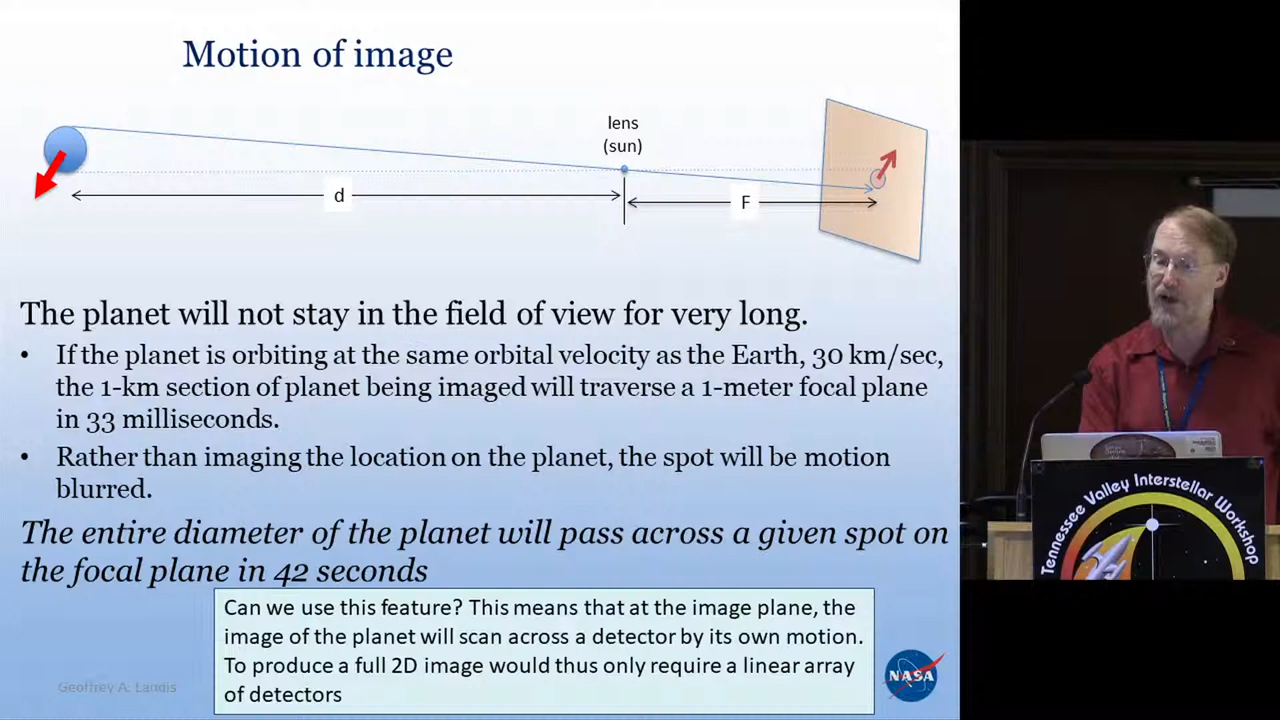 Motion of image
lens
(sun)
d
F
The planet will not stay in the field of view for very long.
• If the planet is orbiting at the same orbital velocity as the Earth, 30 km/sec,
the 1-km section of planet being imaged will traverse a 1-meter focal plane
in 33 milliseconds.
• Rather than imaging the location on the planet, the spot will be motion
blurred.
The entire diameter of the planet will pass across a given spot on
the focal plane in 42 seconds
Can we use this feature? This means that at the image plane, the
image of the planet will scan across a detector by its own motion.
To produce a full 2D image would thus only require a linear array
of detectors
Geoffrey A. Landis
NASA
Tennessee Valley Interstellar Workshop